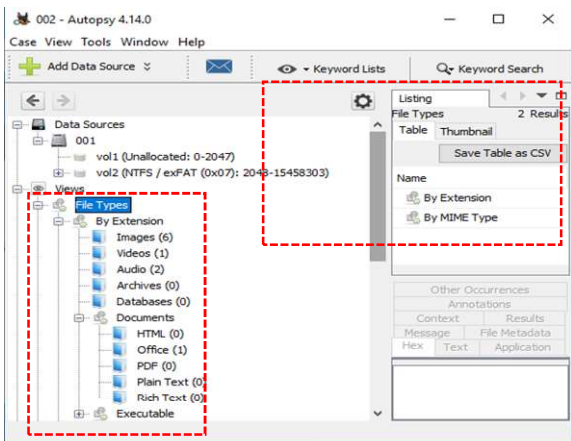 002 - Autopsy 4.14.0
Case View Tools Window Help
Add Data Source
Keyword Lists
Keyword Search
Data Sources
001
vol1 (Unallocated: 0-2047)
vol2 (NTFS / exFAT (0x07): 2048-15458303)
Views
File Types
By Extension
Images (6)
Videos (1)
Audio (2)
Archives (0)
Databases (0)
Documents
HTML (0)
Office (1)
PDF (0)
Plain Text (0)
Rich Text (0)
Executable
Listing
File Types 2 Results
Table Thumbnail
Save Table as CSV
Name
By Extension
By MIME Type
Other Occurrences
Annotations
Context Results
Message File Metadata
Hex Text Application